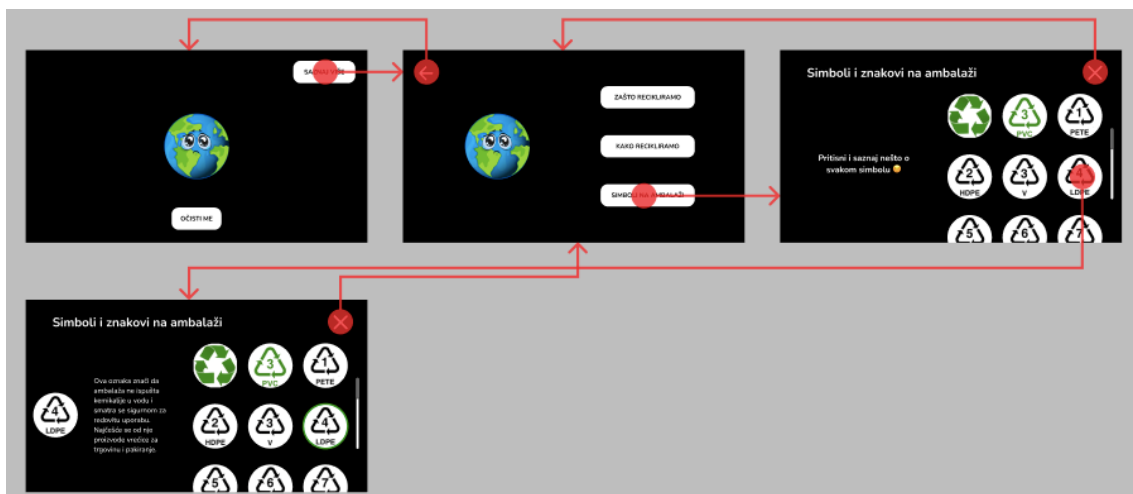 SAZNAJ VIŠE
OČISTI ME
ZAŠTO RECIKLIRAMO
KAKO RECIKLIRAMO
SIMBOLI NA AMBALAŽI
Simboli i znakovi na ambalaži
3
PVC
1
PETE
Pritisni i saznaj nešto o
svakom simbolu
2
HDPE
3
V
4
LDPE
5
6
7
Simboli i znakovi na ambalaži
3
PVC
1
PETE
Ova oznaka znači da
ambalaža ne ispušta
kemikalije u vodu i
smatra se sigurnom za
redovitu uporabu.
Najčešće se od nje
proizvode vrećice za
trgovinu i pakiranje.
4
LDPE
2
HDPE
3
V
4
LDPE
5
6
7